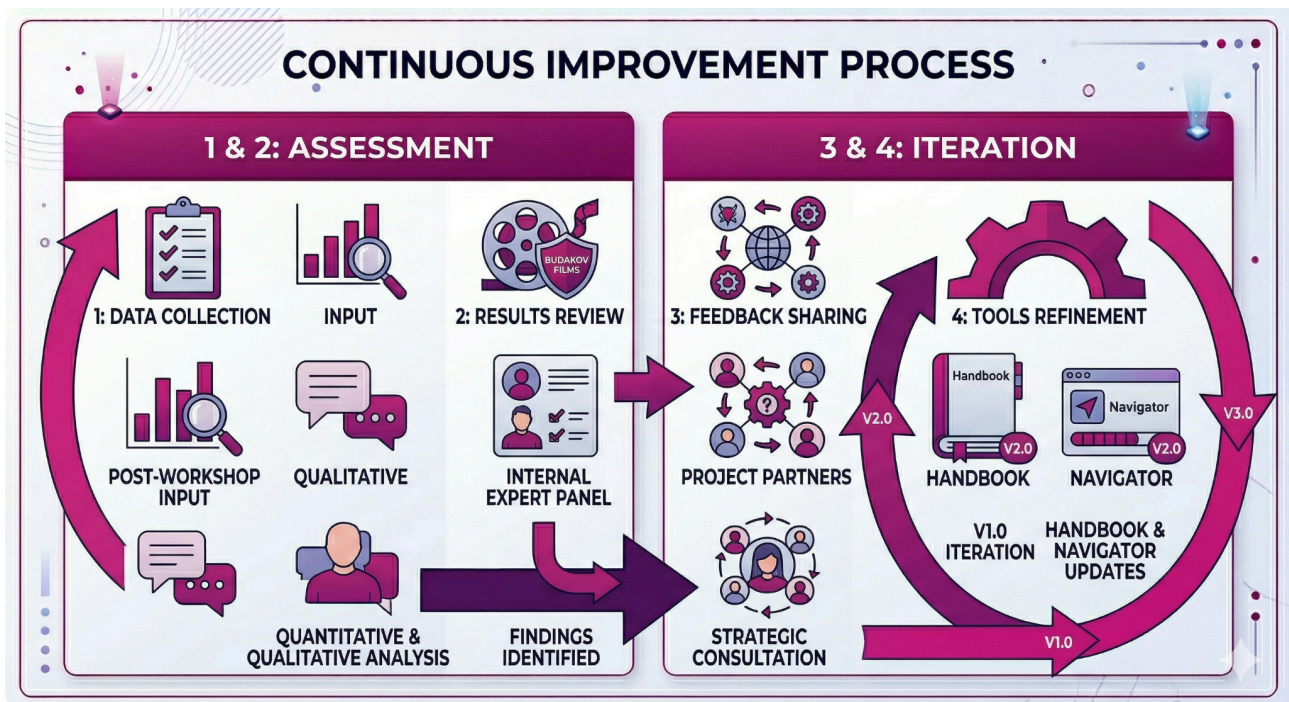 CONTINUOUS IMPROVEMENT PROCESS
1 & 2: ASSESSMENT
1: DATA COLLECTION
INPUT
BUDAKOV
FILMS
2: RESULTS REVIEW
POST-WORKSHOP
INPUT
QUALITATIVE
INTERNAL
EXPERT PANEL
QUANTITATIVE &
QUALITATIVE ANALYSIS
FINDINGS
IDENTIFIED
3 & 4: ITERATION
3: FEEDBACK SHARING
?
PROJECT PARTNERS
STRATEGIC
CONSULTATION
4: TOOLS REFINEMENT
V2.0
Handbook
V2.0
HANDBOOK
Navigator
V2.0
NAVIGATOR
V3.0
V1.0
ITERATION
HANDBOOK &
NAVIGATOR
UPDATES
V1.0